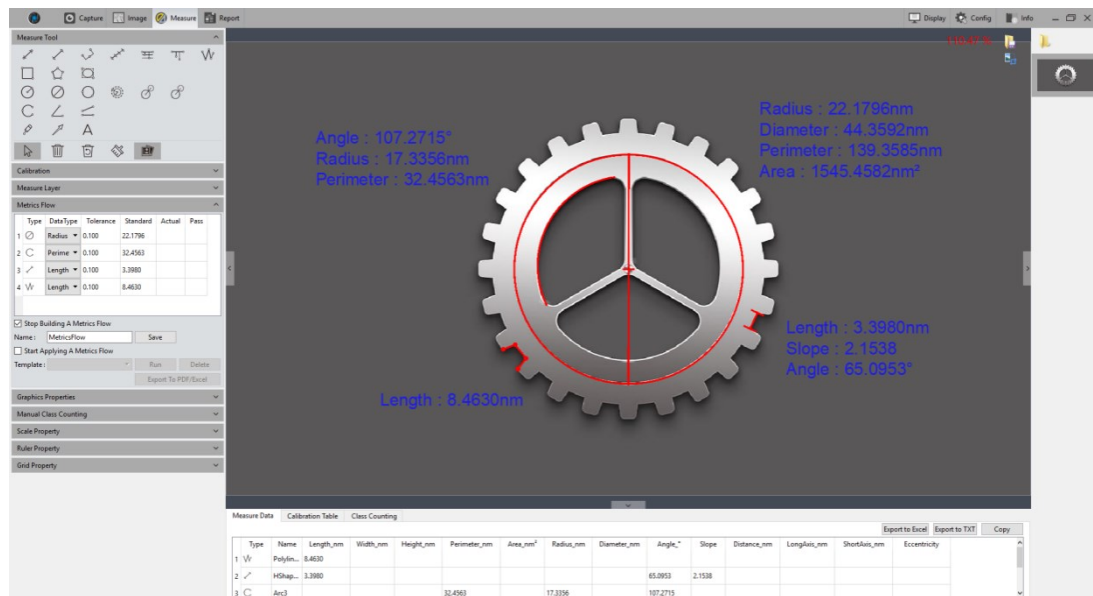 Capture Image Measure Report Display Config Info
Measure Tool
A
Calibration
Measure Layer
Metrics Flow
Type DataType Tolerance Standard Actual Pass
1 Radius 0.100 22.1796
2 Perime 0.100 32.4563
3 Length 0.100 3.3980
4 Length 0.100 8.4630
Stop Building A Metrics Flow
Name : MetricsFlow Save
Start Applying A Metrics Flow
Template : Run Delete
Export To PDF/Excel
Graphics Properties
Manual Class Counting
Scale Property
Ruler Property
Grid Property
Angle : 107.2715°
Radius : 17.3356nm
Perimeter : 32.4563nm
Radius : 22.1796nm
Diameter : 44.3592nm
Perimeter : 139.3585nm
Area : 1545.4582nm²
Length : 3.3980nm
Slope : 2.1538
Angle : 65.0953°
Length : 8.4630nm
Measure Data Calibration Table Class Counting
Export to Excel Export to TXT Copy
Type Name Length_nm Width_nm Height_nm Perimeter_nm Area_nm² Radius_nm Diameter_nm Angle_° Slope Distance_nm LongAxis_nm ShortAxis_nm Eccentricity
1 Polylin... 8.4630
2 HShap... 3.3980 65.0953 2.1538
3 Arc3 32.4563 17.3356 107.2715